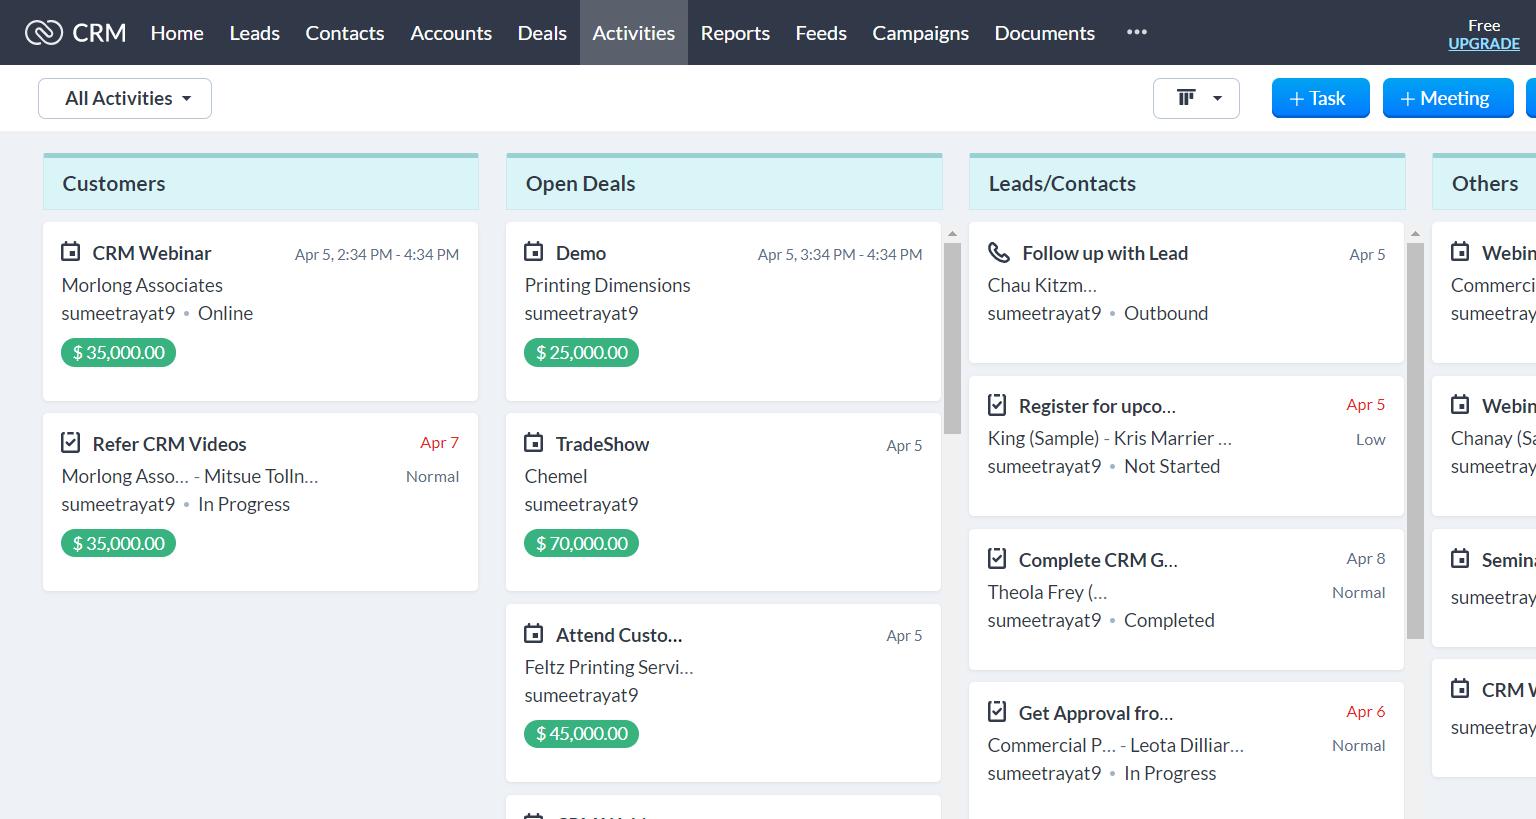 CRM Home Leads Contacts Accounts Deals Activities Reports Feeds Campaigns Documents ••• Free
UPGRADE
All Activities
+ Task
+ Meeting
Customers
CRM Webinar Apr 5, 2:34 PM - 4:34 PM
Morlong Associates
sumeetrayat9 • Online
$ 35,000.00
Refer CRM Videos Apr 7
Morlong Asso... - Mitsue Tolln... Normal
sumeetrayat9 • In Progress
$ 35,000.00
Open Deals
Demo Apr 5, 3:34 PM - 4:34 PM
Printing Dimensions
sumeetrayat9
$ 25,000.00
TradeShow Apr 5
Chemel
sumeetrayat9
$ 70,000.00
Attend Custo... Apr 5
Feltz Printing Servi...
sumeetrayat9
$ 45,000.00
Leads/Contacts
Follow up with Lead Apr 5
Chau Kitzm...
sumeetrayat9 • Outbound
Register for upco... Apr 5
King (Sample) - Kris Marrier ... Low
sumeetrayat9 • Not Started
Complete CRM G... Apr 8
Theola Frey (... Normal
sumeetrayat9 • Completed
Get Approval fro... Apr 6
Commercial P... - Leota Dilliar... Normal
sumeetrayat9 • In Progress
Others
Webin
Commerci
sumeetray
Webin
Chanay (Sa
sumeetray
Semina
sumeetray
CRM W
sumeetray